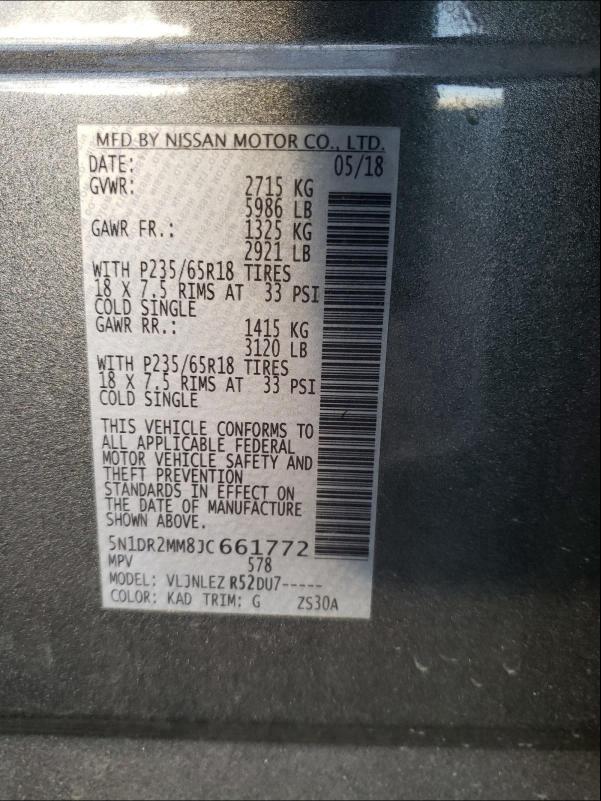 MFD BY NISSAN MOTOR CO., LTD.
DATE: 05/18
GVWR: 2715 KG
5986 LB
GAWR FR.: 1325 KG
2921 LB
WITH P235/65R18 TIRES
18 X 7.5 RIMS AT 33 PSI
COLD SINGLE
GAWR RR.: 1415 KG
3120 LB
WITH P235/65R18 TIRES
18 X 7.5 RIMS AT 33 PSI
COLD SINGLE
THIS VEHICLE CONFORMS TO
ALL APPLICABLE FEDERAL
MOTOR VEHICLE SAFETY AND
THEFT PREVENTION
STANDARDS IN EFFECT ON
THE DATE OF MANUFACTURE
SHOWN ABOVE.
5N1DR2MM8JC661772
MPV 578
MODEL: VLJNLEZ R52DU7-----
COLOR: KAD TRIM: G ZS30A